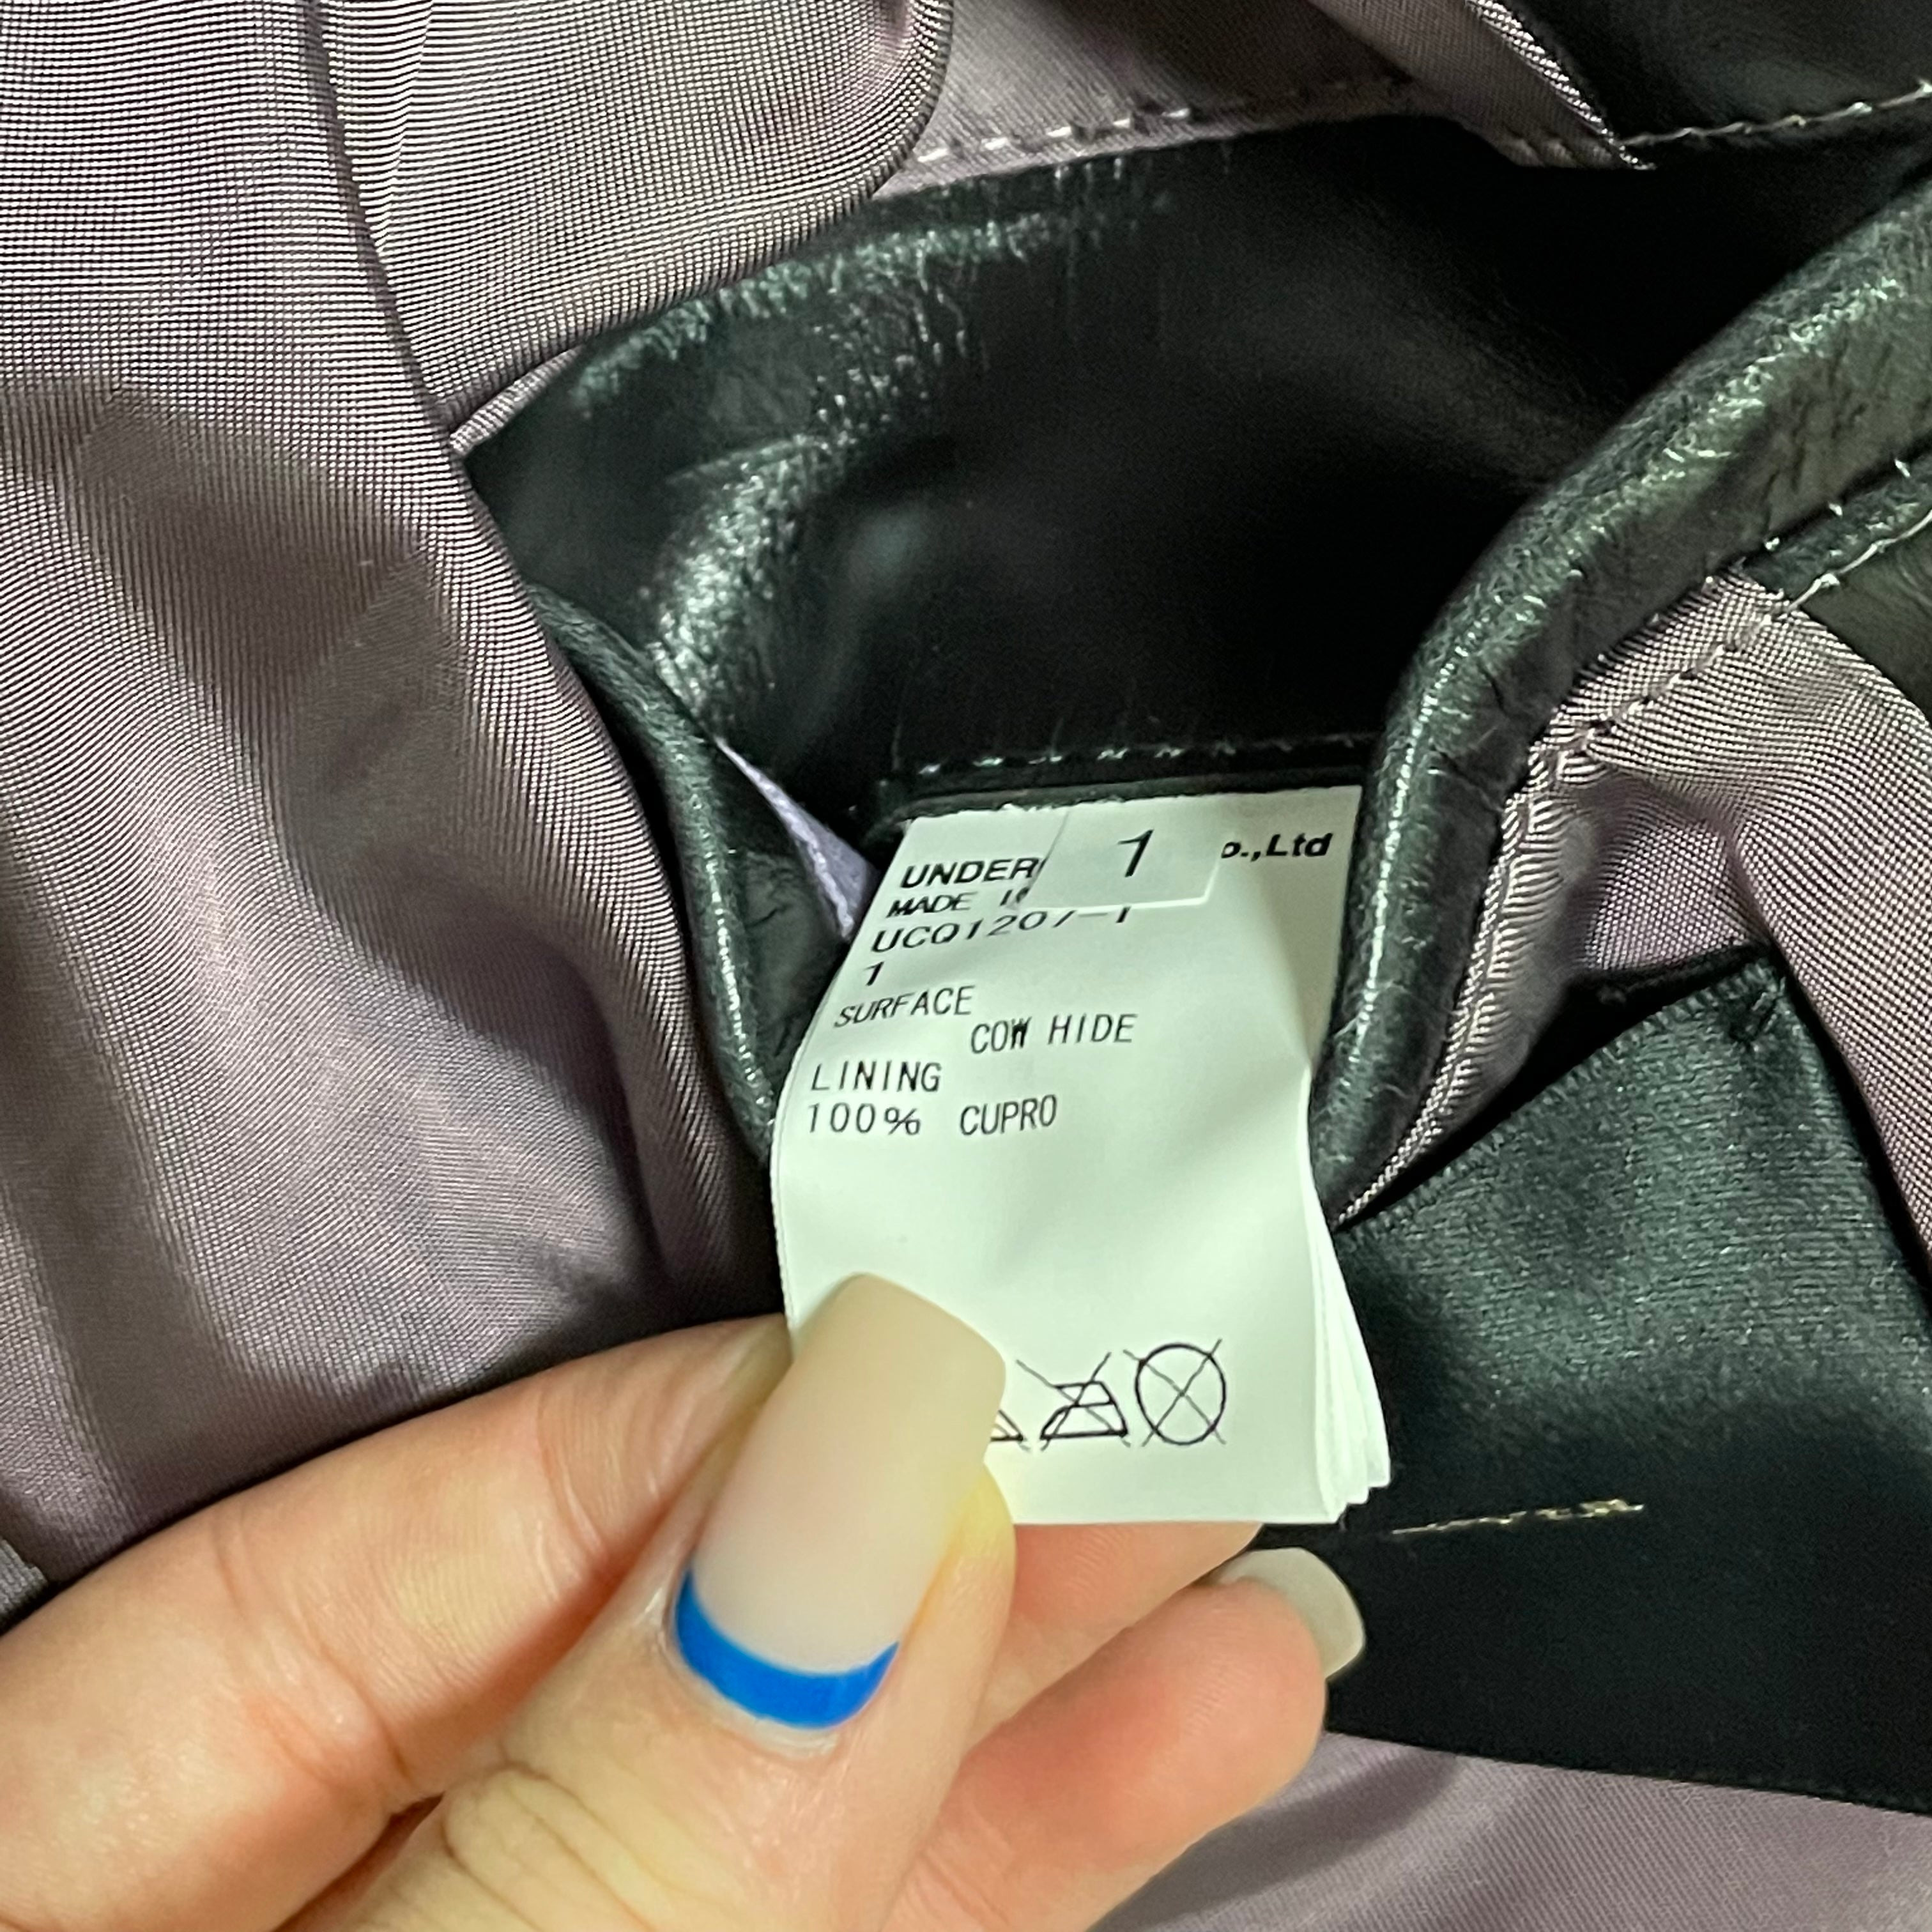 UNDER 1 o.,Ltd
MADE
UCQ1207-1
1
SURFACE
COW HIDE
LINING
100% CUPRO